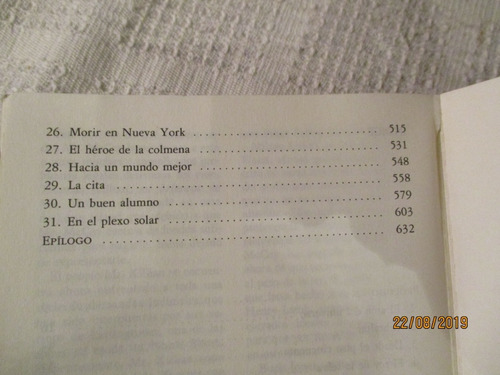 26. Morir en Nueva York ........................ 515
27. El héroe de la colmena ........................ 531
28. Hacia un mundo mejor ........................ 548
29. La cita ........................ 558
30. Un buen alumno ........................ 579
31. En el plexo solar ........................ 603
EPÍLOGO ........................ 632
22/08/2019